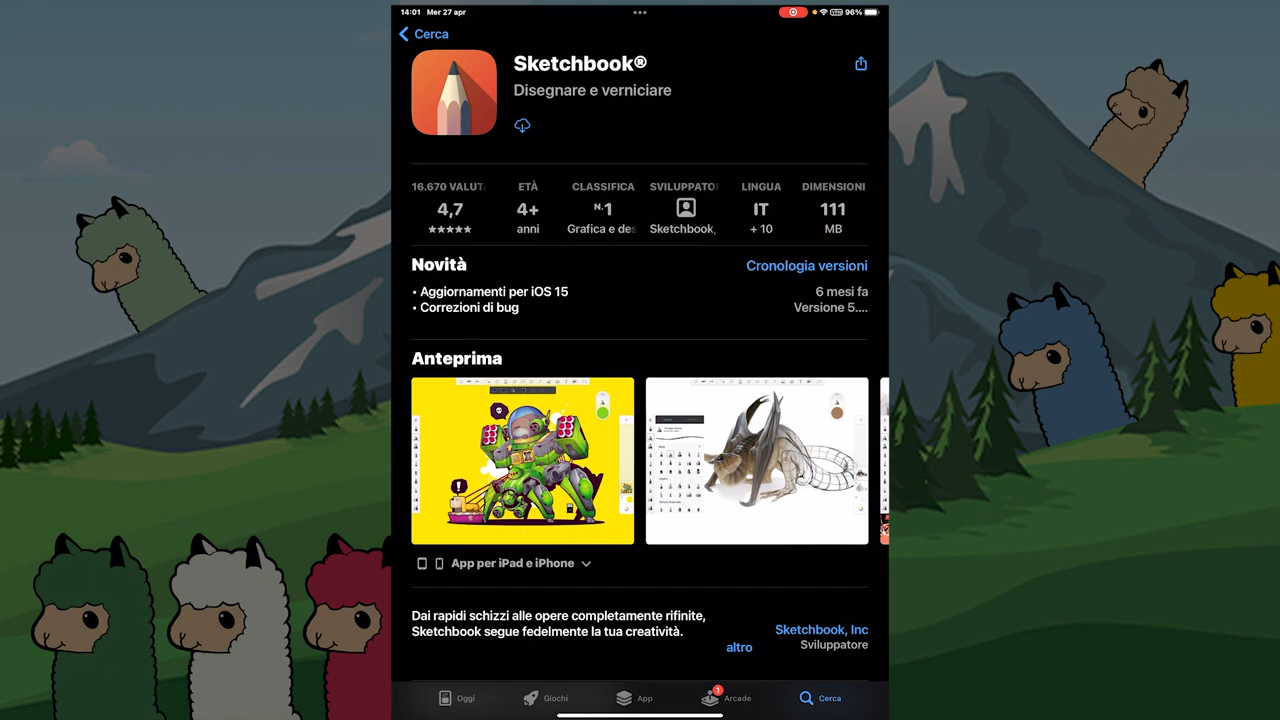 14:01 Mer 27 apr
VPN 96%
Cerca
Sketchbook®
Disegnare e verniciare
16.670 VALUT
4,7
ETÀ
4+
anni
CLASSIFICA
N.1
Grafica e des
SVILUPPATO
Sketchbook,
LINGUA
IT
+ 10
DIMENSIONI
111
MB
Novità
Cronologia versioni
• Aggiornamenti per iOS 15
• Correzioni di bug
6 mesi fa
Versione 5....
Anteprima
App per iPad e iPhone
Dai rapidi schizzi alle opere completamente rifinite,
Sketchbook segue fedelmente la tua creatività.
altro
Sketchbook, Inc
Sviluppatore
Oggi
Giochi
App
1
Arcade
Cerca